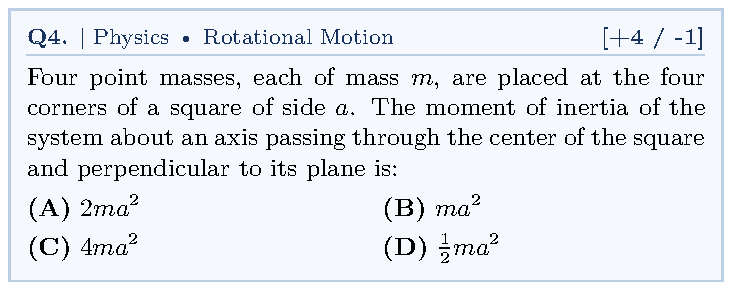 Q4. | Physics • Rotational Motion [+4 / -1]
Four point masses, each of mass m, are placed at the four
corners of a square of side a. The moment of inertia of the
system about an axis passing through the center of the square
and perpendicular to its plane is:
(A) 2ma² (B) ma²
(C) 4ma² (D) ½ma²